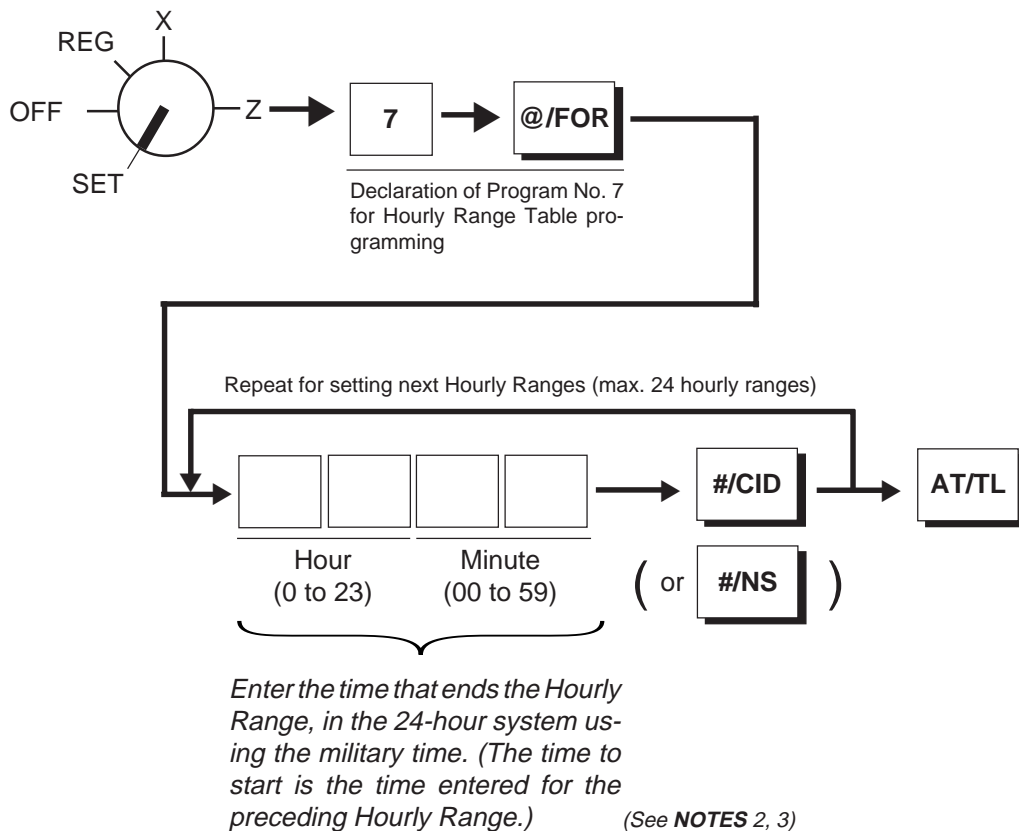 X
REG
OFF
Z
SET
7
@/FOR
Declaration of Program No. 7
for Hourly Range Table pro-
gramming
Repeat for setting next Hourly Ranges (max. 24 hourly ranges)
#/CID
AT/TL
Hour
(0 to 23)
Minute
(00 to 59)
( or #/NS )
Enter the time that ends the Hourly
Range, in the 24-hour system us-
ing the military time. (The time to
start is the time entered for the
preceding Hourly Range.)
(See NOTES 2, 3)